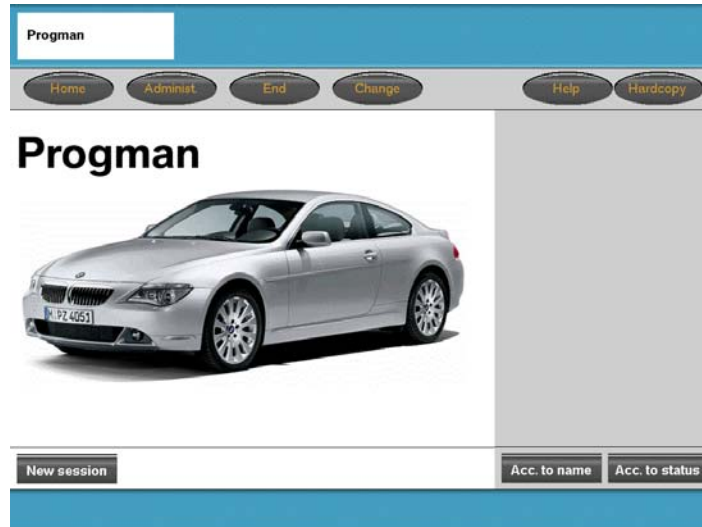 Progman
Home Administ. End Change Help Hardcopy
Progman
M.PZ 4051
New session Acc. to name Acc. to status